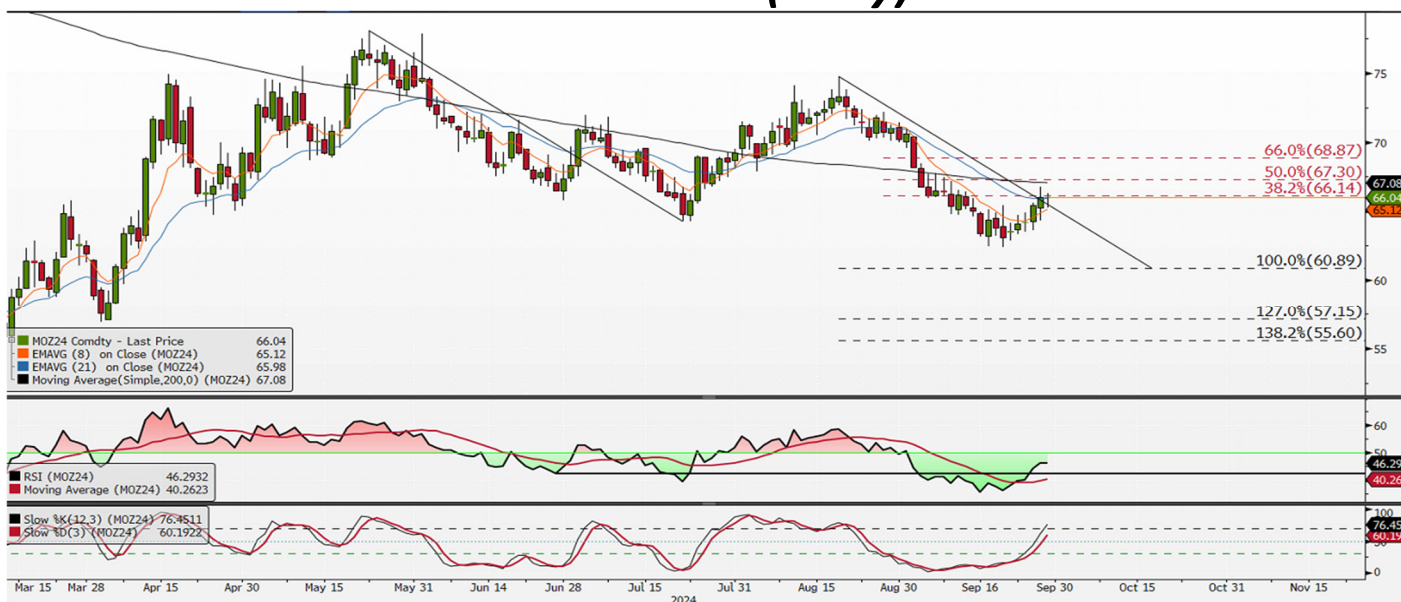 75
70
66.0%(68.87)
50.0%(67.30)
67.08
38.2%(66.14)
66.04
65.12
100.0%(60.89)
60
127.0%(57.15)
138.2%(55.60)
55
MOZ24 Comdty - Last Price 66.04
EMAVG (8) on Close (MOZ24) 65.12
EMAVG (21) on Close (MOZ24) 65.98
Moving Average(Simple,200,0) (MOZ24) 67.08
60
50
46.29
40.26
RSI (MOZ24) 46.2932
Moving Average (MOZ24) 40.2623
100
76.45
60.19
0
Slow %K(12,3) (MOZ24) 76.4511
Slow %D(3) (MOZ24) 60.1922
Mar 15 Mar 28 Apr 15 Apr 30 May 15 May 31 Jun 14 Jun 28 Jul 15 Jul 31 Aug 15 Aug 30 Sep 16 Sep 30 Oct 15 Oct 31 Nov 15
2024